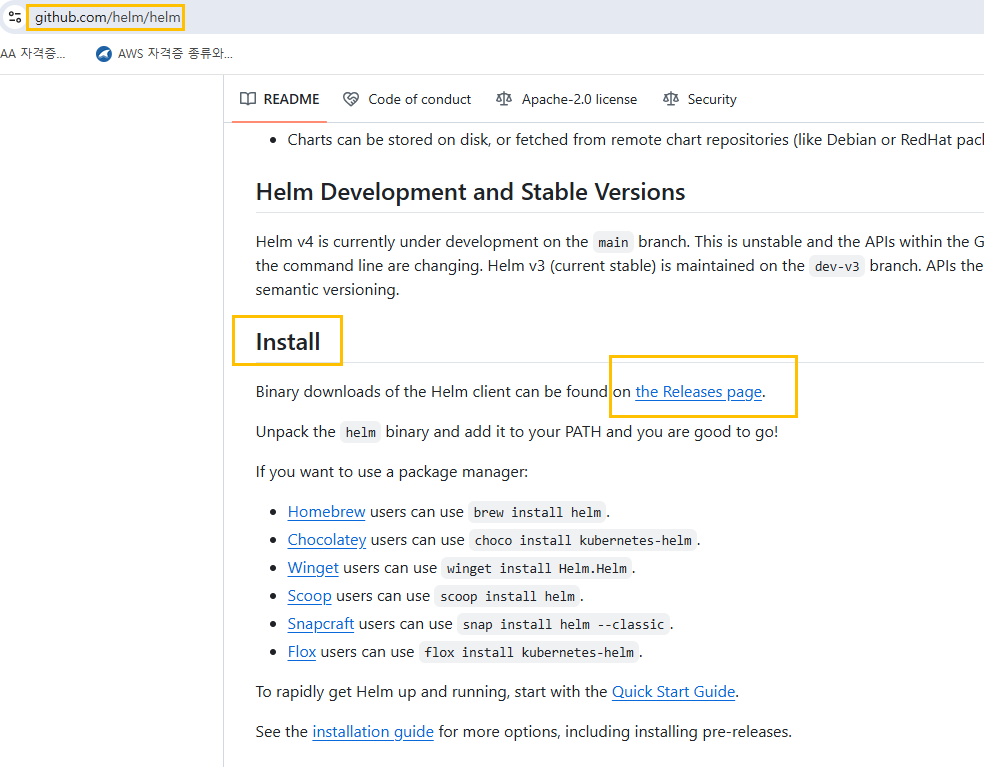 github.com/helm/helm
AA 자격증...
AWS 자격증 종류와...
README
Code of conduct
Apache-2.0 license
Security
Charts can be stored on disk, or fetched from remote chart repositories (like Debian or RedHat pac
Helm Development and Stable Versions
Helm v4 is currently under development on the main branch. This is unstable and the APIs within the G
the command line are changing. Helm v3 (current stable) is maintained on the dev-v3 branch. APIs the
semantic versioning.
Install
Binary downloads of the Helm client can be found on the Releases page.
Unpack the helm binary and add it to your PATH and you are good to go!
If you want to use a package manager:
Homebrew users can use brew install helm.
Chocolatey users can use choco install kubernetes-helm.
Winget users can use winget install Helm.Helm.
Scoop users can use scoop install helm.
Snapcraft users can use snap install helm --classic.
Flox users can use flox install kubernetes-helm.
To rapidly get Helm up and running, start with the Quick Start Guide.
See the installation guide for more options, including installing pre-releases.